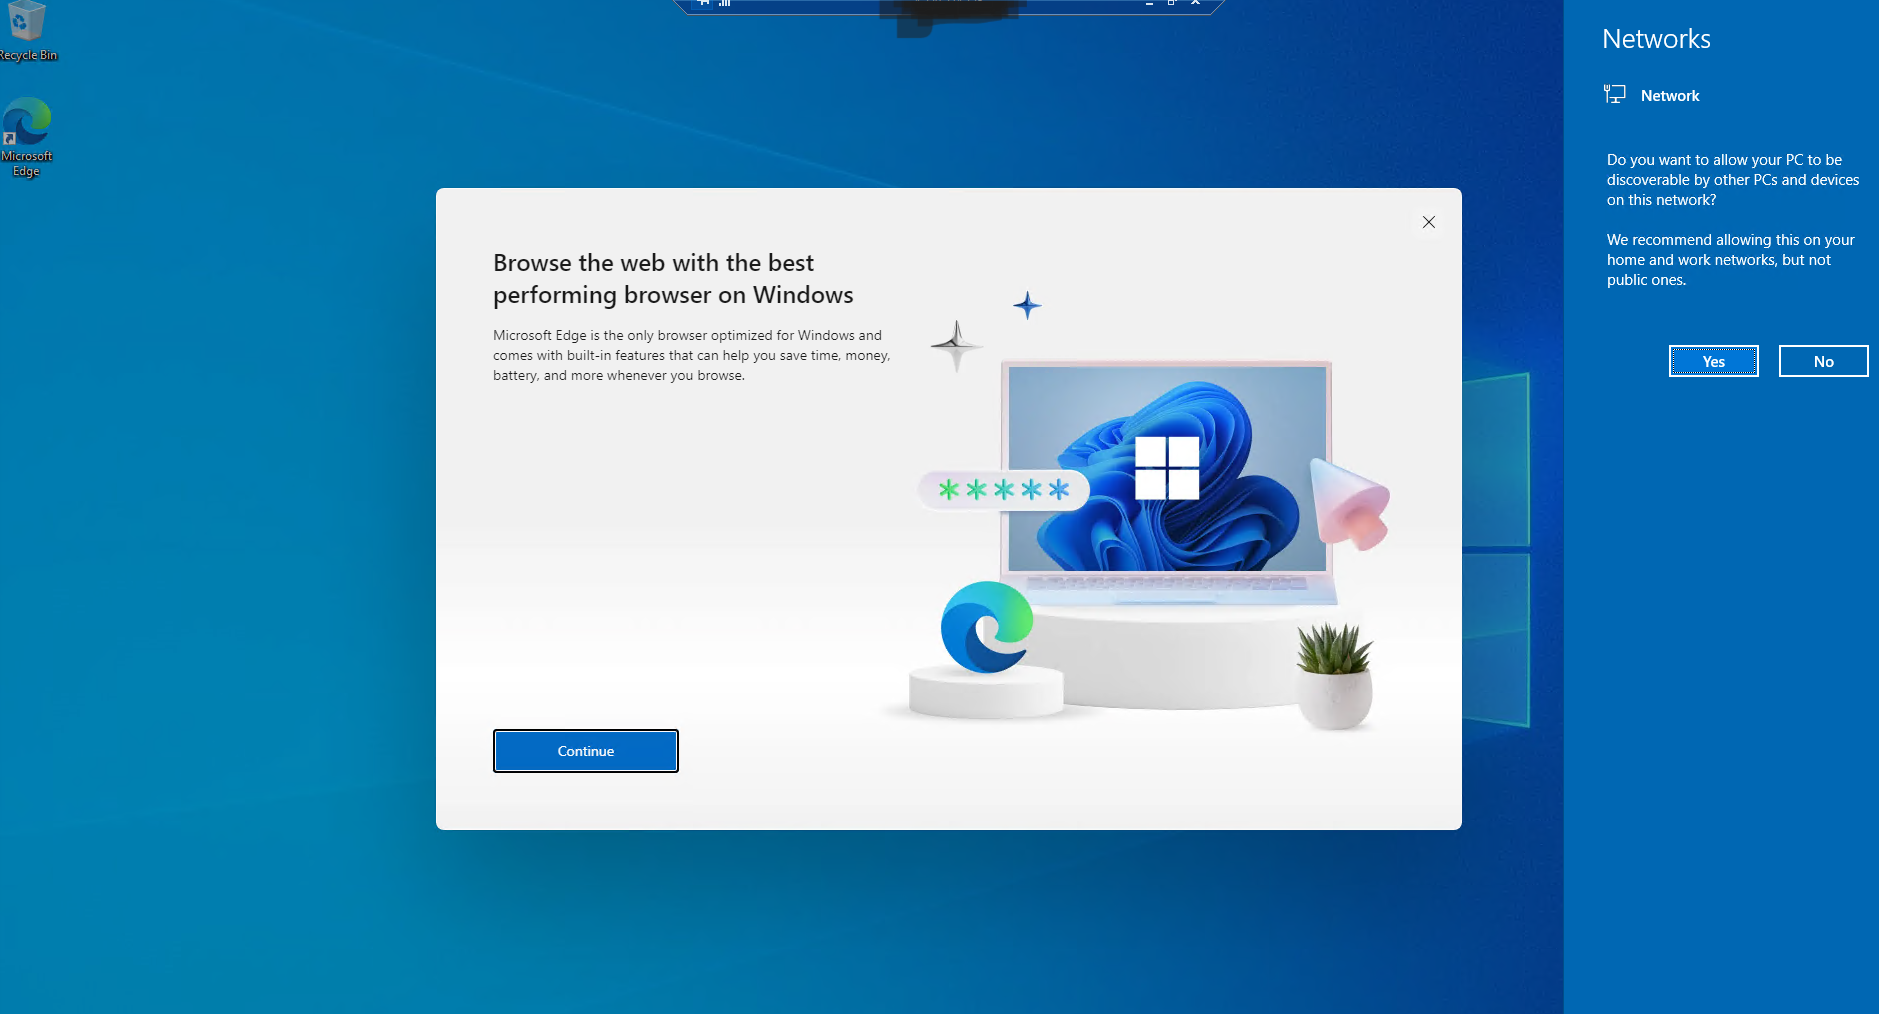 Recycle Bin
Microsoft
Edge
Browse the web with the best
performing browser on Windows
Microsoft Edge is the only browser optimized for Windows and
comes with built-in features that can help you save time, money,
battery, and more whenever you browse.
*****
Continue
Networks
Network
Do you want to allow your PC to be
discoverable by other PCs and devices
on this network?
We recommend allowing this on your
home and work networks, but not
public ones.
Yes
No